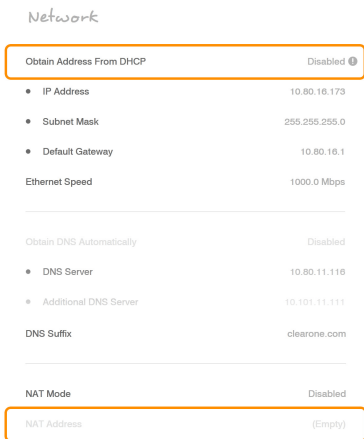 Network
Obtain Address From DHCP Disabled
• IP Address 10.80.16.173
• Subnet Mask 255.255.255.0
• Default Gateway 10.80.16.1
Ethernet Speed 1000.0 Mbps
Obtain DNS Automatically Disabled
• DNS Server 10.80.11.116
• Additional DNS Server 10.101.11.111
DNS Suffix clearone.com
NAT Mode Disabled
NAT Address (Empty)